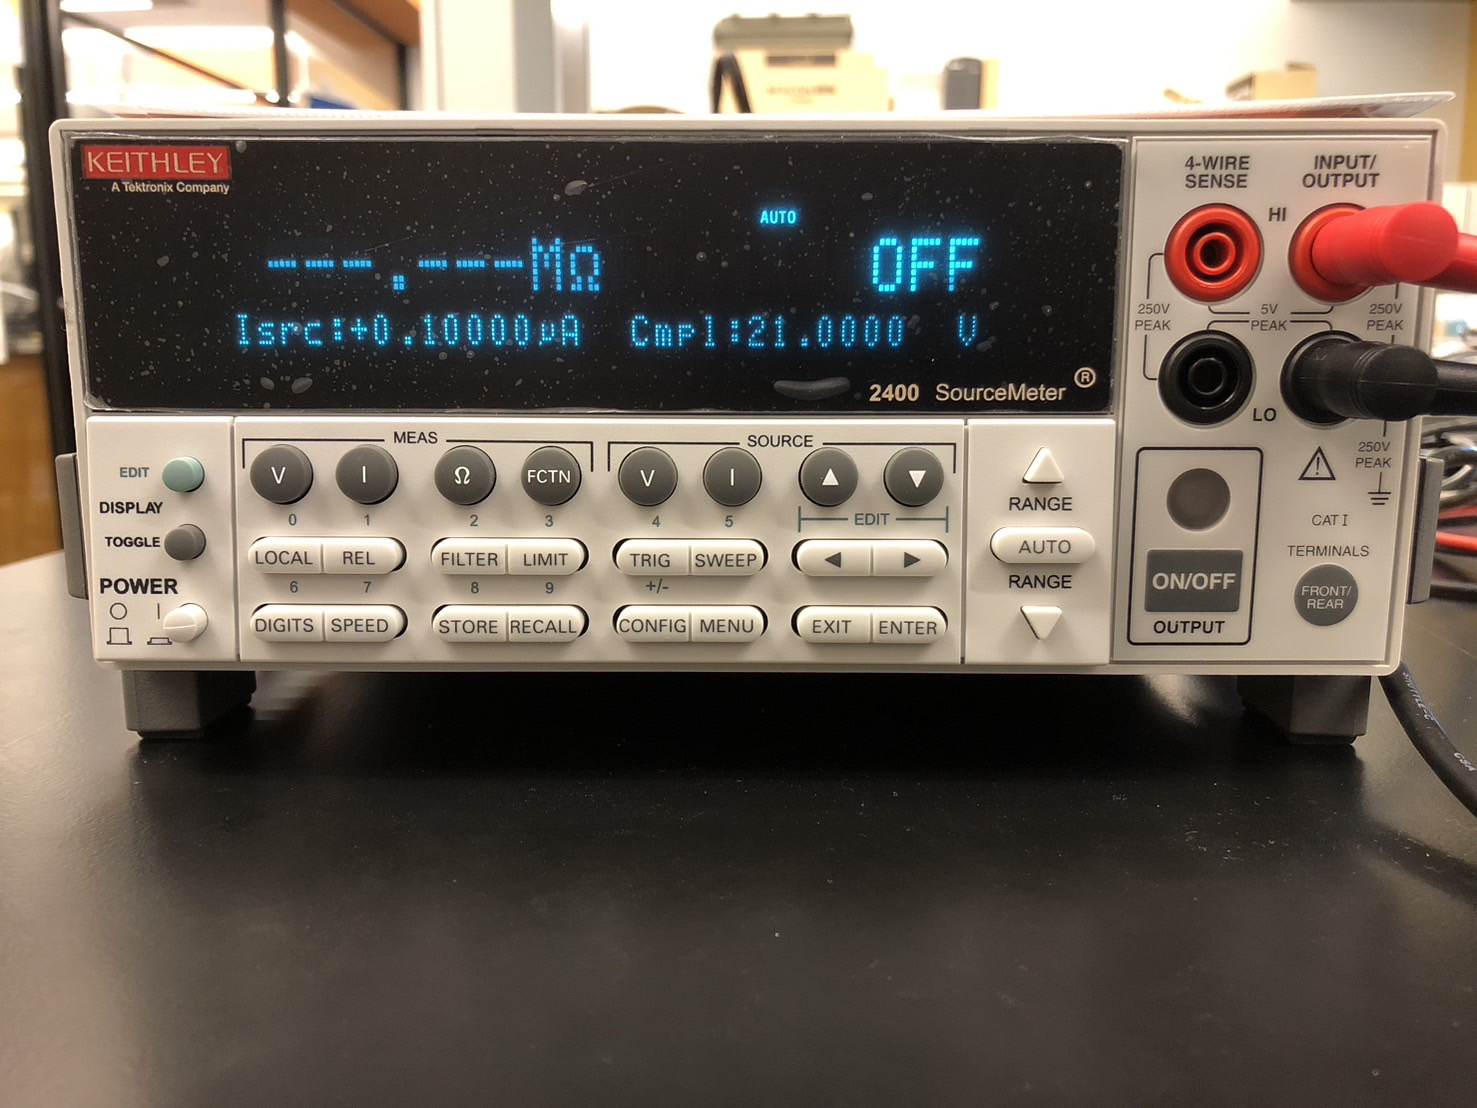 KEITHLEY
A Tektronix Company
AUTO
---.---MΩ OFF
Isrc:+0.10000µA Cmpl:21.0000 V
2400 SourceMeter ®
4-WIRE SENSE
INPUT/ OUTPUT
HI
250V PEAK
5V PEAK
250V PEAK
LO
250V PEAK
CAT I
TERMINALS
FRONT/ REAR
ON/OFF
OUTPUT
EDIT
DISPLAY
TOGGLE
POWER
O I
MEAS
V I Ω FCTN
0 1 2 3
LOCAL REL FILTER LIMIT
6 7 8 9
DIGITS SPEED STORE RECALL
SOURCE
V I ▲ ▼
4 5 EDIT
TRIG SWEEP ◀ ▶
+/-
CONFIG MENU EXIT ENTER
RANGE
AUTO
RANGE